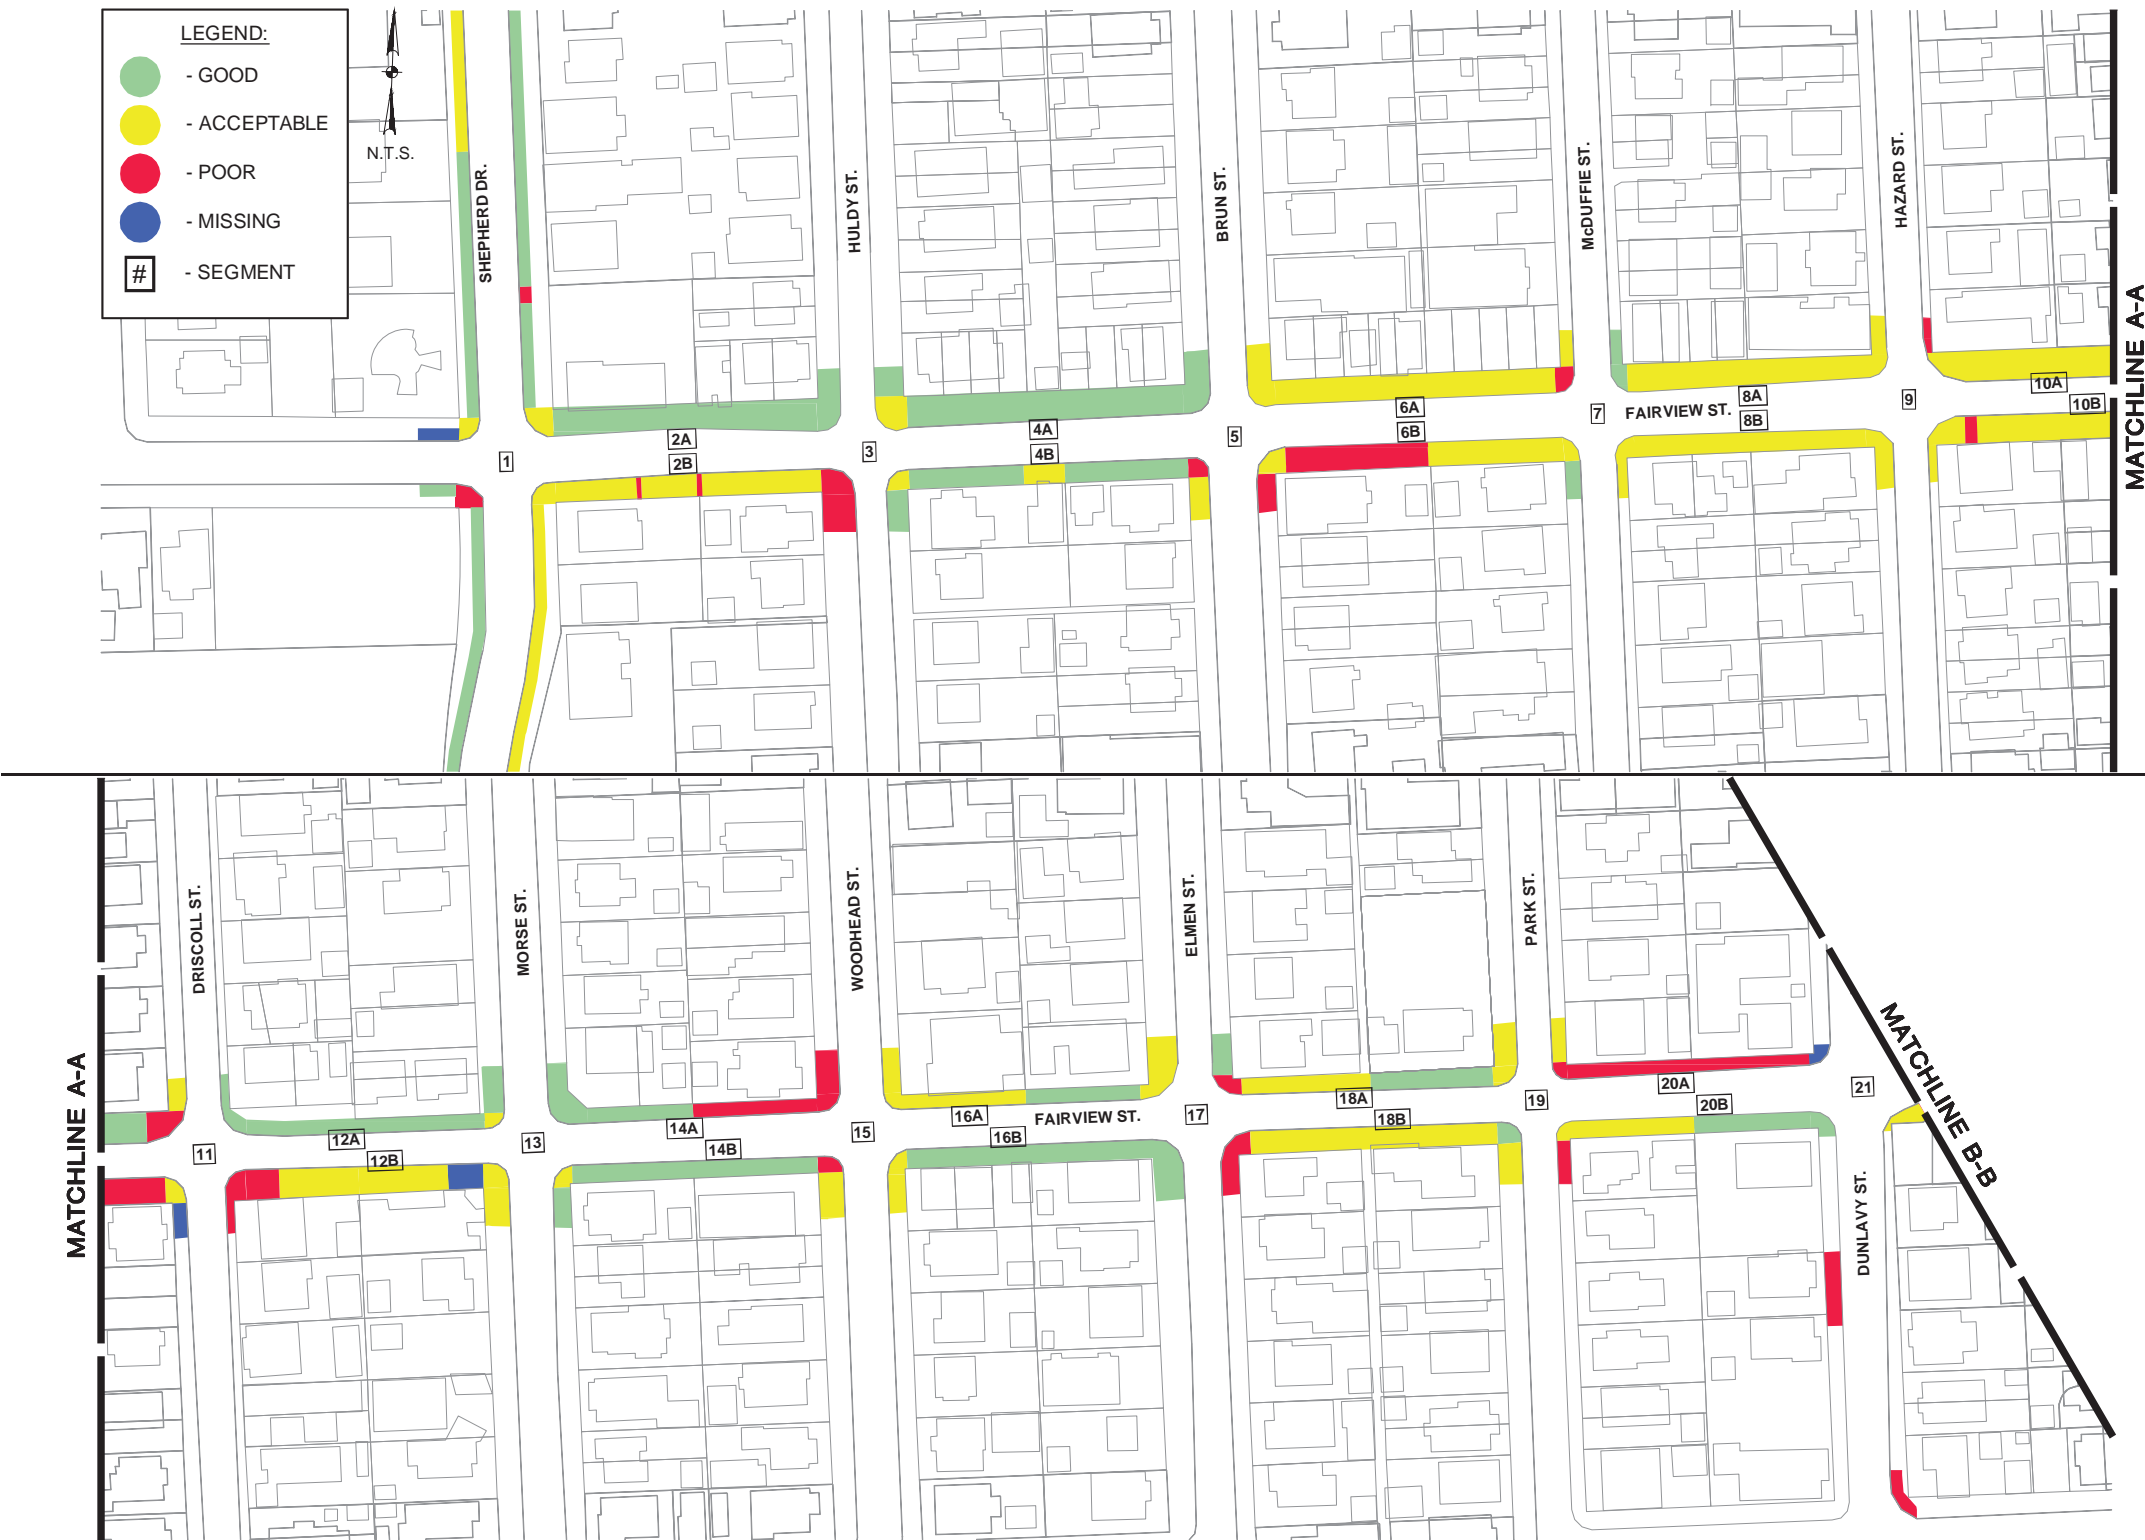 LEGEND:
- GOOD
- ACCEPTABLE
- POOR
- MISSING
# - SEGMENT
N.T.S.
SHEPHERD DR.
HULDY ST.
BRUN ST.
McDUFFIE ST.
HAZARD ST.
MATCHLINE A-A
1
2A
2B
3
4A
4B
5
6A
6B
7
FAIRVIEW ST.
8A
8B
9
10A
10B
MATCHLINE A-A
DRISCOLL ST.
MORSE ST.
WOODHEAD ST.
ELMEN ST.
PARK ST.
DUNLAVY ST.
MATCHLINE B-B
11
12A
12B
13
14A
14B
15
16A
FAIRVIEW ST.
16B
17
18A
18B
19
20A
20B
21